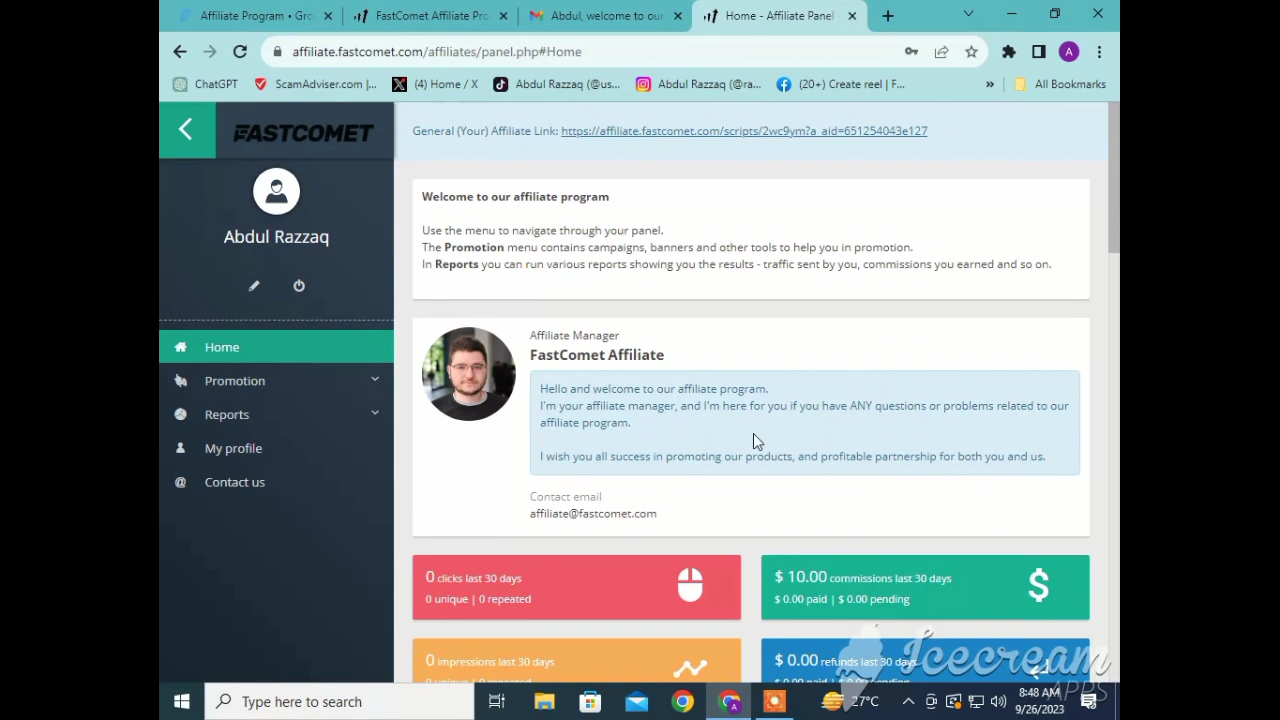 Affiliate Program • Gro
FastComet Affiliate Pro
Abdul, welcome to our
Home - Affiliate Panel
affiliate.fastcomet.com/affiliates/panel.php#Home
A
ChatGPT
ScamAdviser.com |...
(4) Home / X
Abdul Razzaq (@us...
Abdul Razzaq (@ra...
(20+) Create reel | F...
»
All Bookmarks
FASTCOMET
General (Your) Affiliate Link: https://affiliate.fastcomet.com/scripts/2wc9ym?a_aid=651254043e127
Abdul Razzaq
Home
Promotion
Reports
My profile
Contact us
Welcome to our affiliate program
Use the menu to navigate through your panel.
The Promotion menu contains campaigns, banners and other tools to help you in promotion.
In Reports you can run various reports showing you the results - traffic sent by you, commissions you earned and so on.
Affiliate Manager
FastComet Affiliate
Hello and welcome to our affiliate program.
I'm your affiliate manager, and I'm here for you if you have ANY questions or problems related to our
affiliate program.
I wish you all success in promoting our products, and profitable partnership for both you and us.
Contact email
affiliate@fastcomet.com
0 clicks last 30 days
0 unique | 0 repeated
$ 10.00 commissions last 30 days
$ 0.00 paid | $ 0.00 pending
0 impressions last 30 days
0 unique | 0 repeated
$ 0.00 refunds last 30 days
$ 0.00 paid | $ 0.00 pending
Icecream
APPS
Type here to search
27°C
8:48 AM
9/26/2023